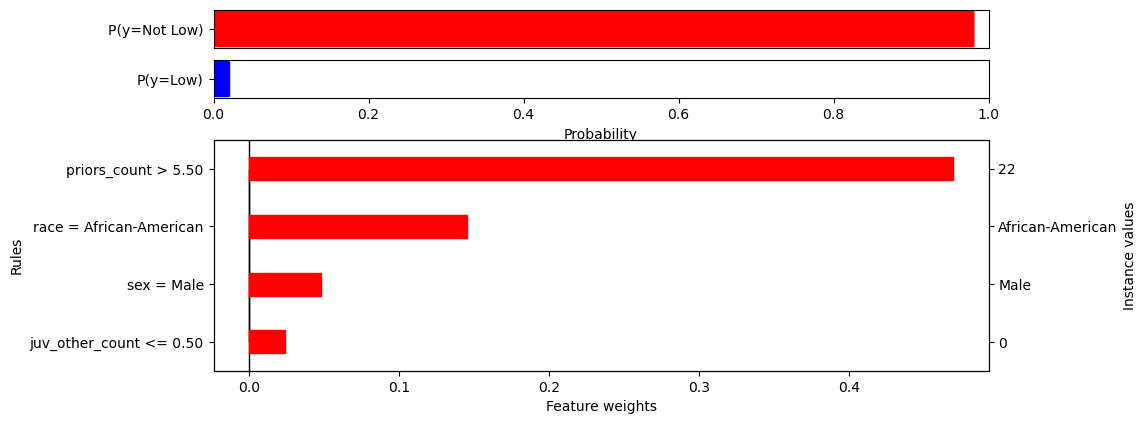 P(y=Not Low)
P(y=Low)
0.0 0.2 0.4 0.6 0.8 1.0
Probability
priors_count > 5.50 22
race = African-American African-American
sex = Male Male
juv_other_count <= 0.50 0
Rules
Instance values
0.0 0.1 0.2 0.3 0.4
Feature weights